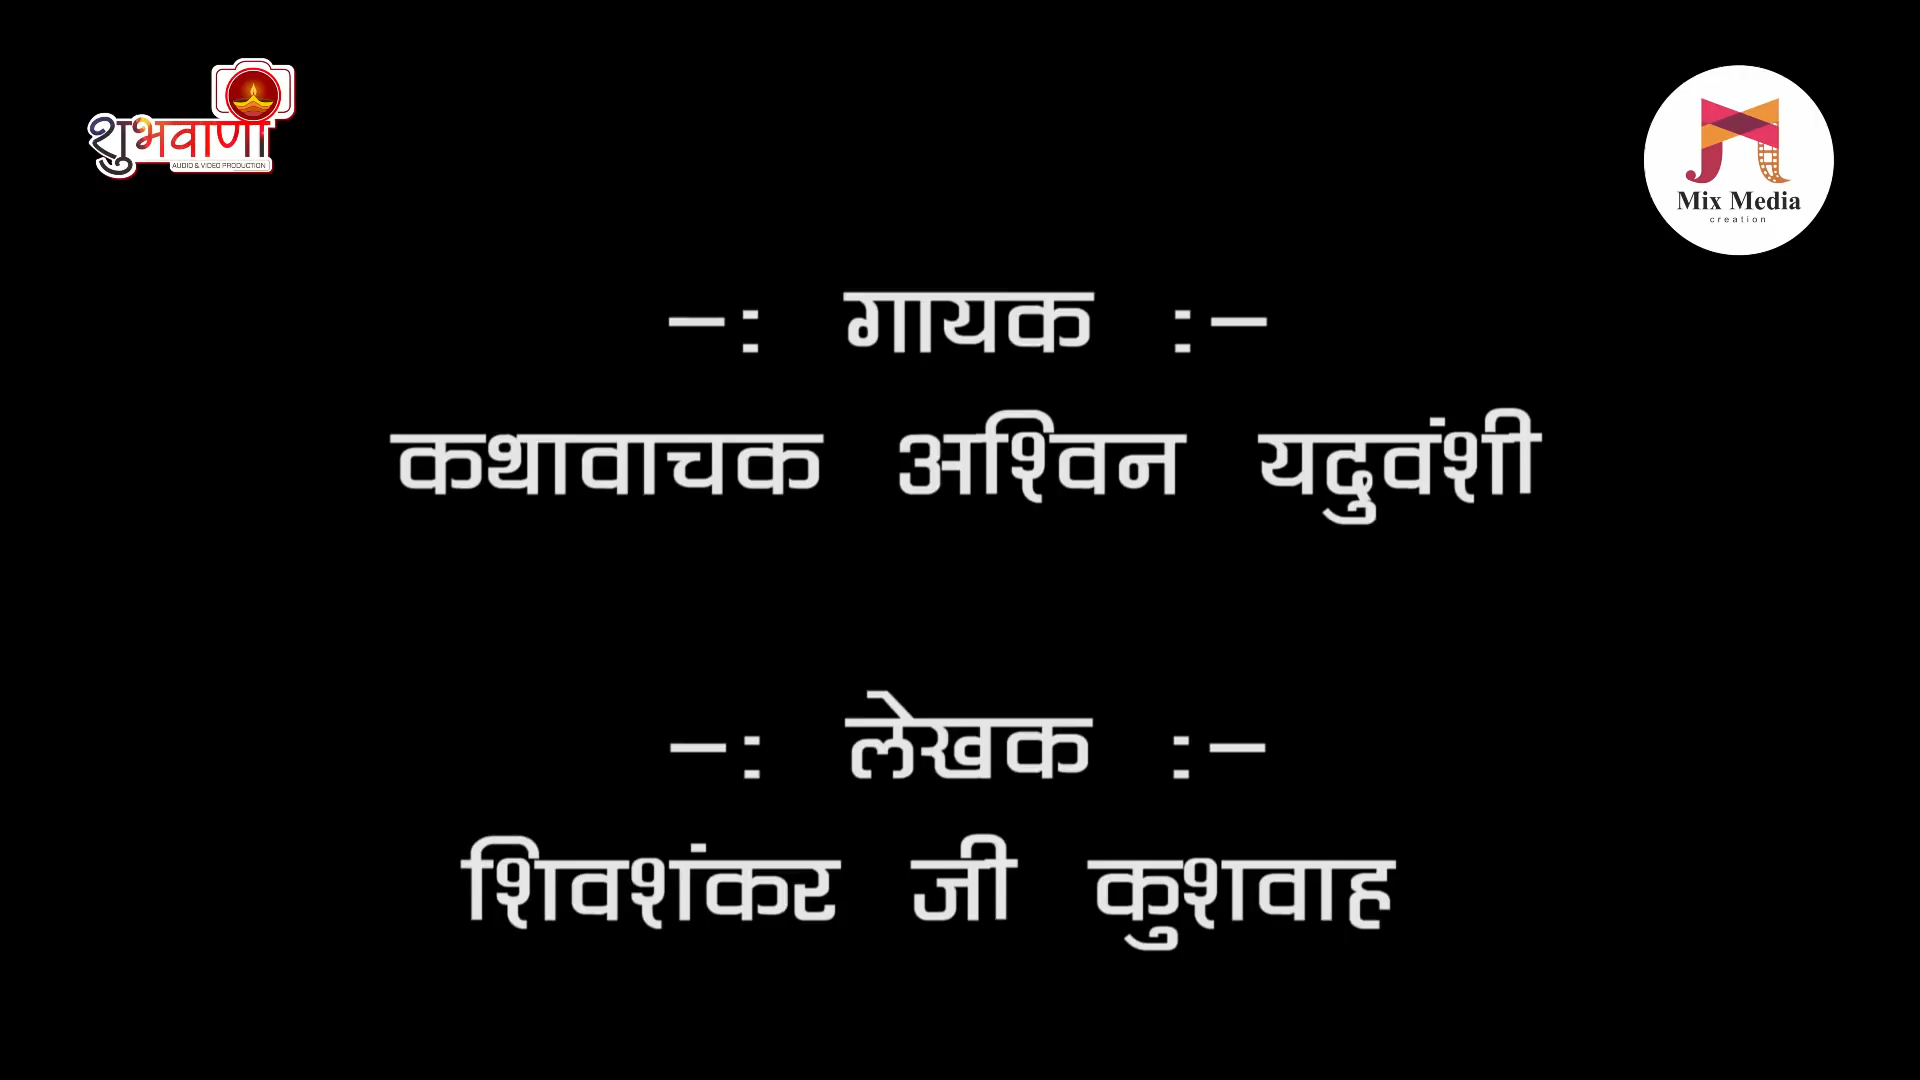 शुभवाणी
AUDIO & VIDEO PRODUCTION
Mix Media
creation
-: गायक :-
कथावाचक अश्विन यदुवंशी
-: लेखक :-
शिवशंकर जी कुशवाह